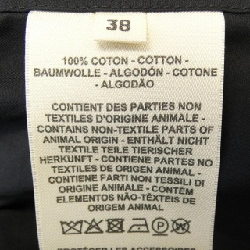 38
100% COTON - COTTON -
BAUMWOLLE - ALGODÓN - COTONE
- ALGODÃO
CONTIENT DES PARTIES NON
TEXTILES D'ORIGINE ANIMALE -
CONTAINS NON-TEXTILE PARTS OF
ANIMAL ORIGIN - ENTHÄLT NICHT
TEXTILE TEILE TIERISCHER
HERKUNFT - CONTIENE PARTES NO
TEXTILES DE ORIGEN ANIMAL -
CONTIENE PARTI NON TESSILI DI
ORIGINE ANIMALE - CONTÉM
ELEMENTOS NÃO-TÊXTEIS DE
ORIGEM ANIMAL